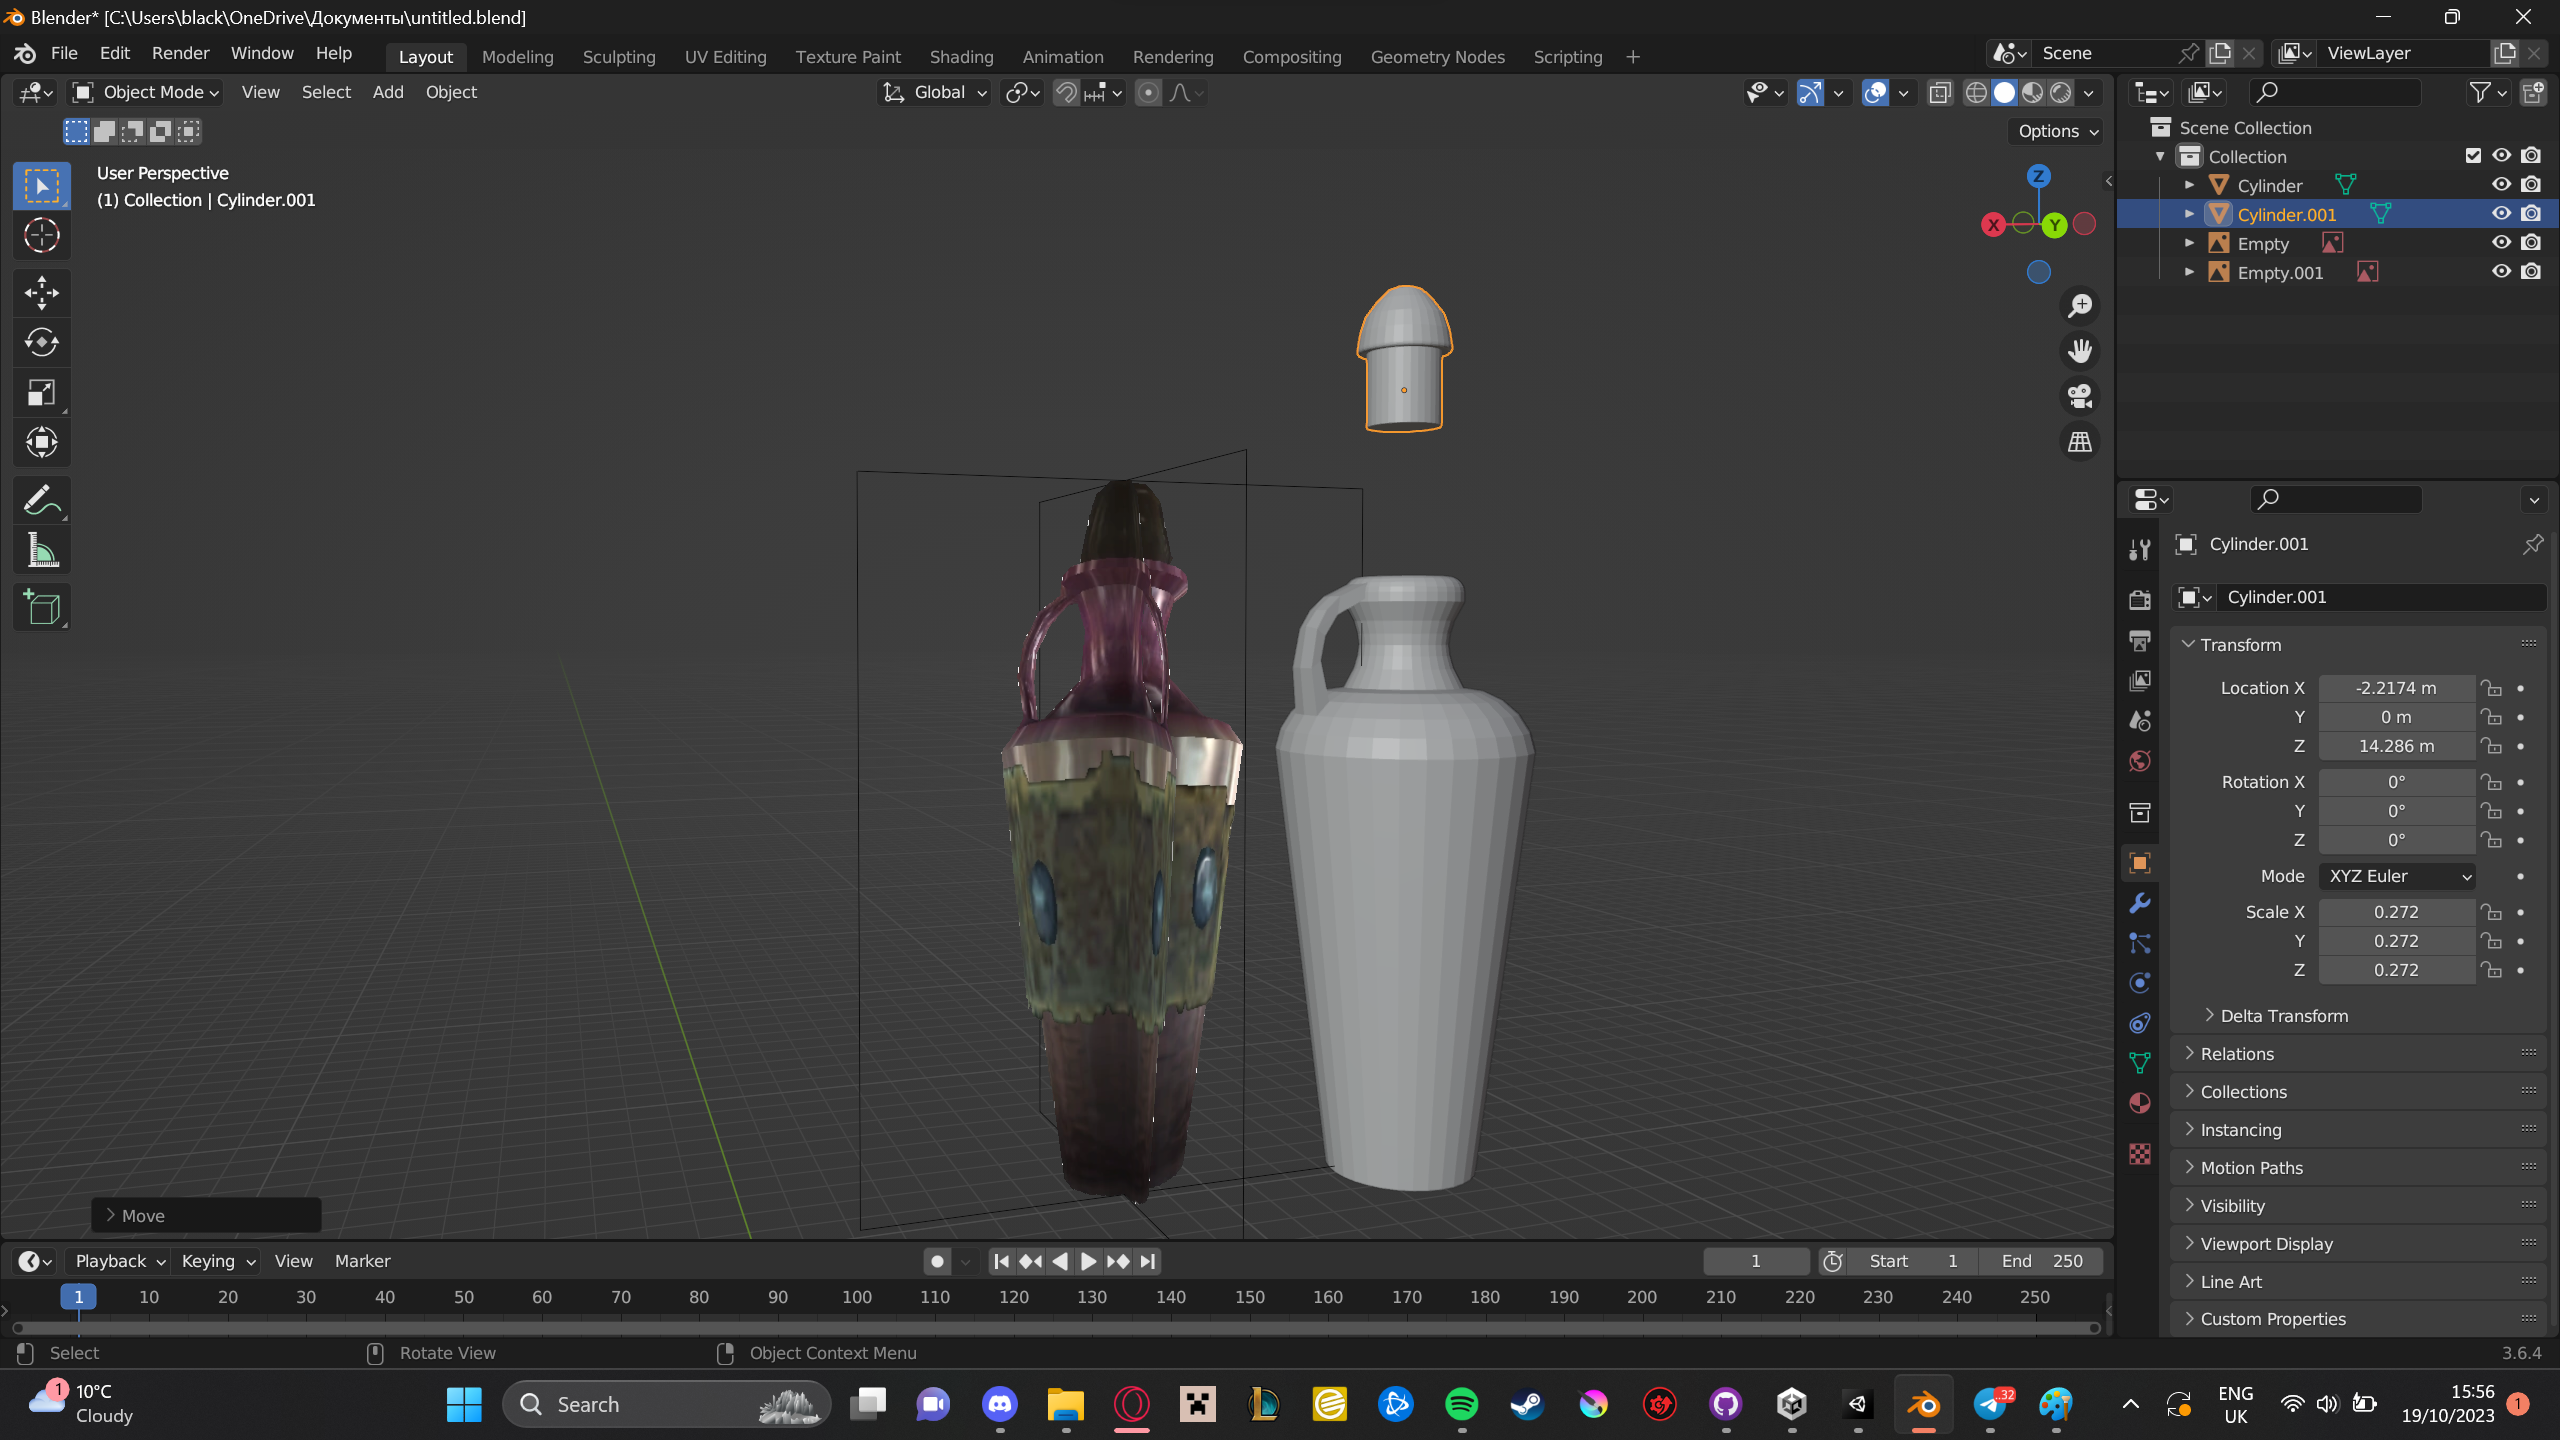 Blender* [C:\Users\black\OneDrive\Документы\untitled.blend]
File Edit Render Window Help Layout Modeling Sculpting UV Editing Texture Paint Shading Animation Rendering Compositing Geometry Nodes Scripting + Scene ViewLayer
Object Mode View Select Add Object Global
Options
User Perspective
(1) Collection | Cylinder.001
Z
X
Y
Scene Collection
Collection
Cylinder
Cylinder.001
Empty
Empty.001
Cylinder.001
Cylinder.001
Transform
Location X -2.2174 m
Y 0 m
Z 14.286 m
Rotation X 0°
Y 0°
Z 0°
Mode XYZ Euler
Scale X 0.272
Y 0.272
Z 0.272
Delta Transform
Relations
Collections
Instancing
Motion Paths
Visibility
Viewport Display
Line Art
Custom Properties
Move
Playback Keying View Marker 1 Start 1 End 250
1 10 20 30 40 50 60 70 80 90 100 110 120 130 140 150 160 170 180 190 200 210 220 230 240 250
Select Rotate View Object Context Menu 3.6.4
1
10°C
Cloudy
Search
..32
ENG
UK
15:56
19/10/2023
1